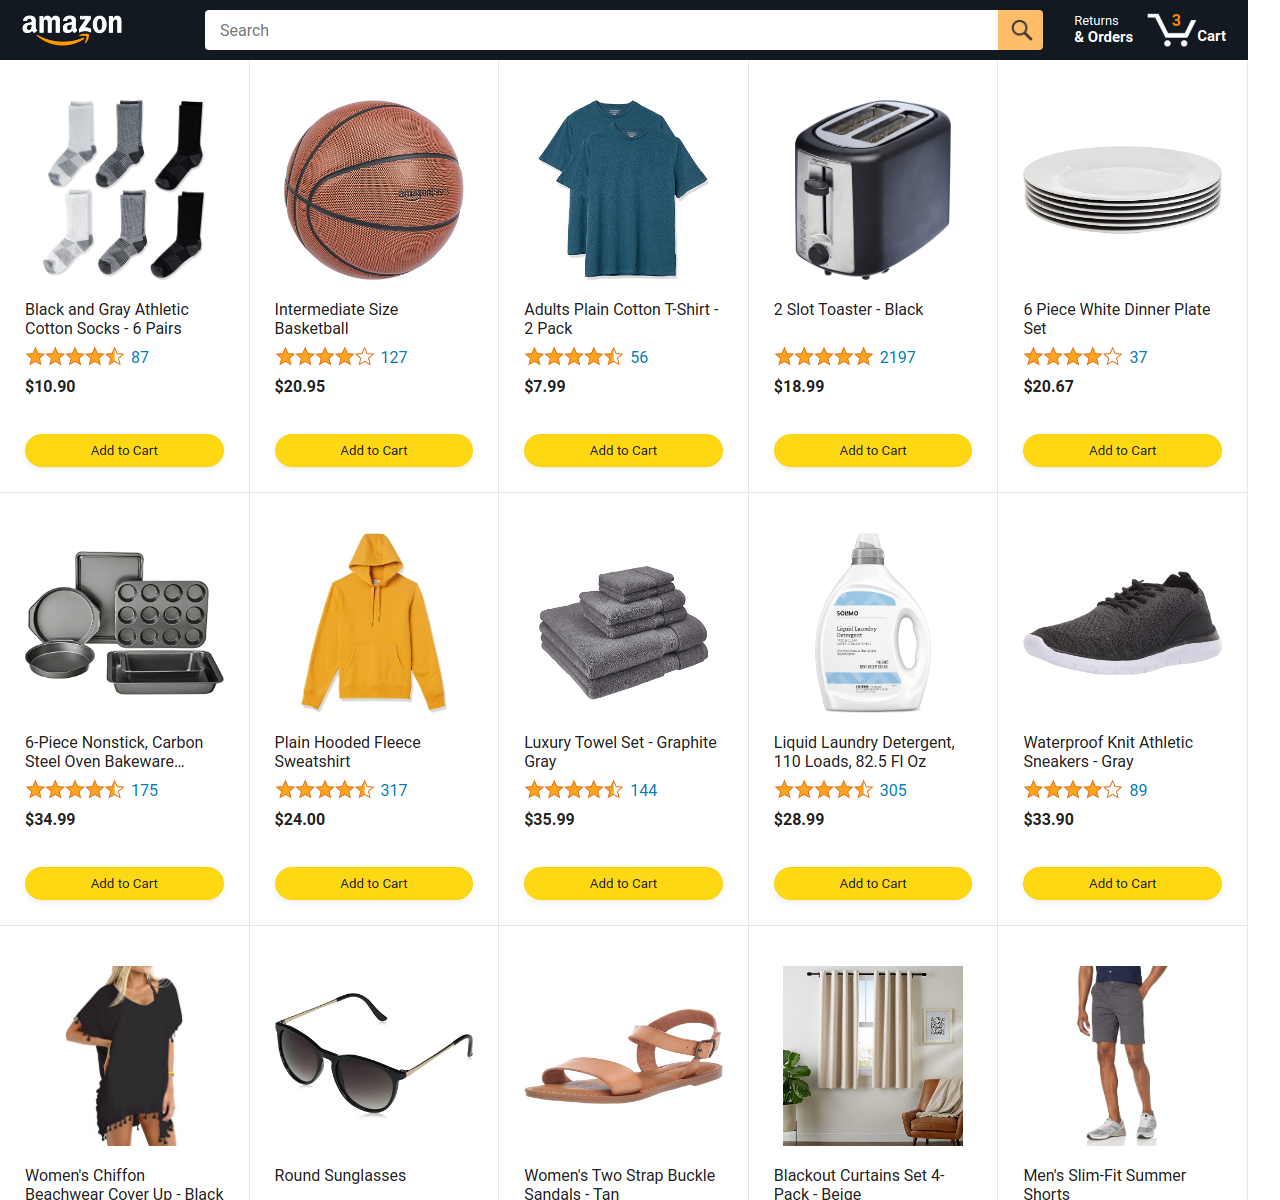 amazon
Search
Returns
& Orders
3
Cart
Black and Gray Athletic
Cotton Socks - 6 Pairs
87
$10.90
Add to Cart
Intermediate Size
Basketball
127
$20.95
Add to Cart
Adults Plain Cotton T-Shirt -
2 Pack
56
$7.99
Add to Cart
2 Slot Toaster - Black
2197
$18.99
Add to Cart
6 Piece White Dinner Plate
Set
37
$20.67
Add to Cart
6-Piece Nonstick, Carbon
Steel Oven Bakeware...
175
$34.99
Add to Cart
Plain Hooded Fleece
Sweatshirt
317
$24.00
Add to Cart
Luxury Towel Set - Graphite
Gray
144
$35.99
Add to Cart
SOLIMO
Liquid Laundry
Detergent
Liquid Laundry Detergent,
110 Loads, 82.5 Fl Oz
305
$28.99
Add to Cart
Waterproof Knit Athletic
Sneakers - Gray
89
$33.90
Add to Cart
Women's Chiffon
Beachwear Cover Up - Black
Round Sunglasses
Women's Two Strap Buckle
Sandals - Tan
Blackout Curtains Set 4-
Pack - Beige
Men's Slim-Fit Summer
Shorts